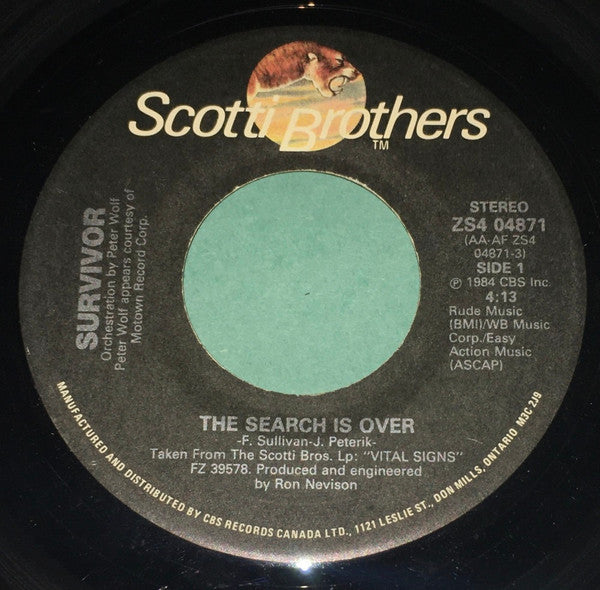 Scotti Brothers
TM
SURVIVOR
Orchestration by Peter Wolf
Peter Wolf appears courtesy of
Motown Record Corp.
STEREO
ZS4 04871
(AA-AF ZS4
04871-3)
SIDE 1
℗ 1984 CBS Inc.
4:13
Rude Music
(BMI)/WB Music
Corp./Easy
Action Music
(ASCAP)
THE SEARCH IS OVER
-F. Sullivan-J. Peterik-
Taken From The Scotti Bros. Lp: "VITAL SIGNS"
FZ 39578. Produced and engineered
by Ron Nevison
MANUFACTURED AND DISTRIBUTED BY CBS RECORDS CANADA LTD., 1121 LESLIE ST., DON MILLS, ONTARIO M3C 2J9